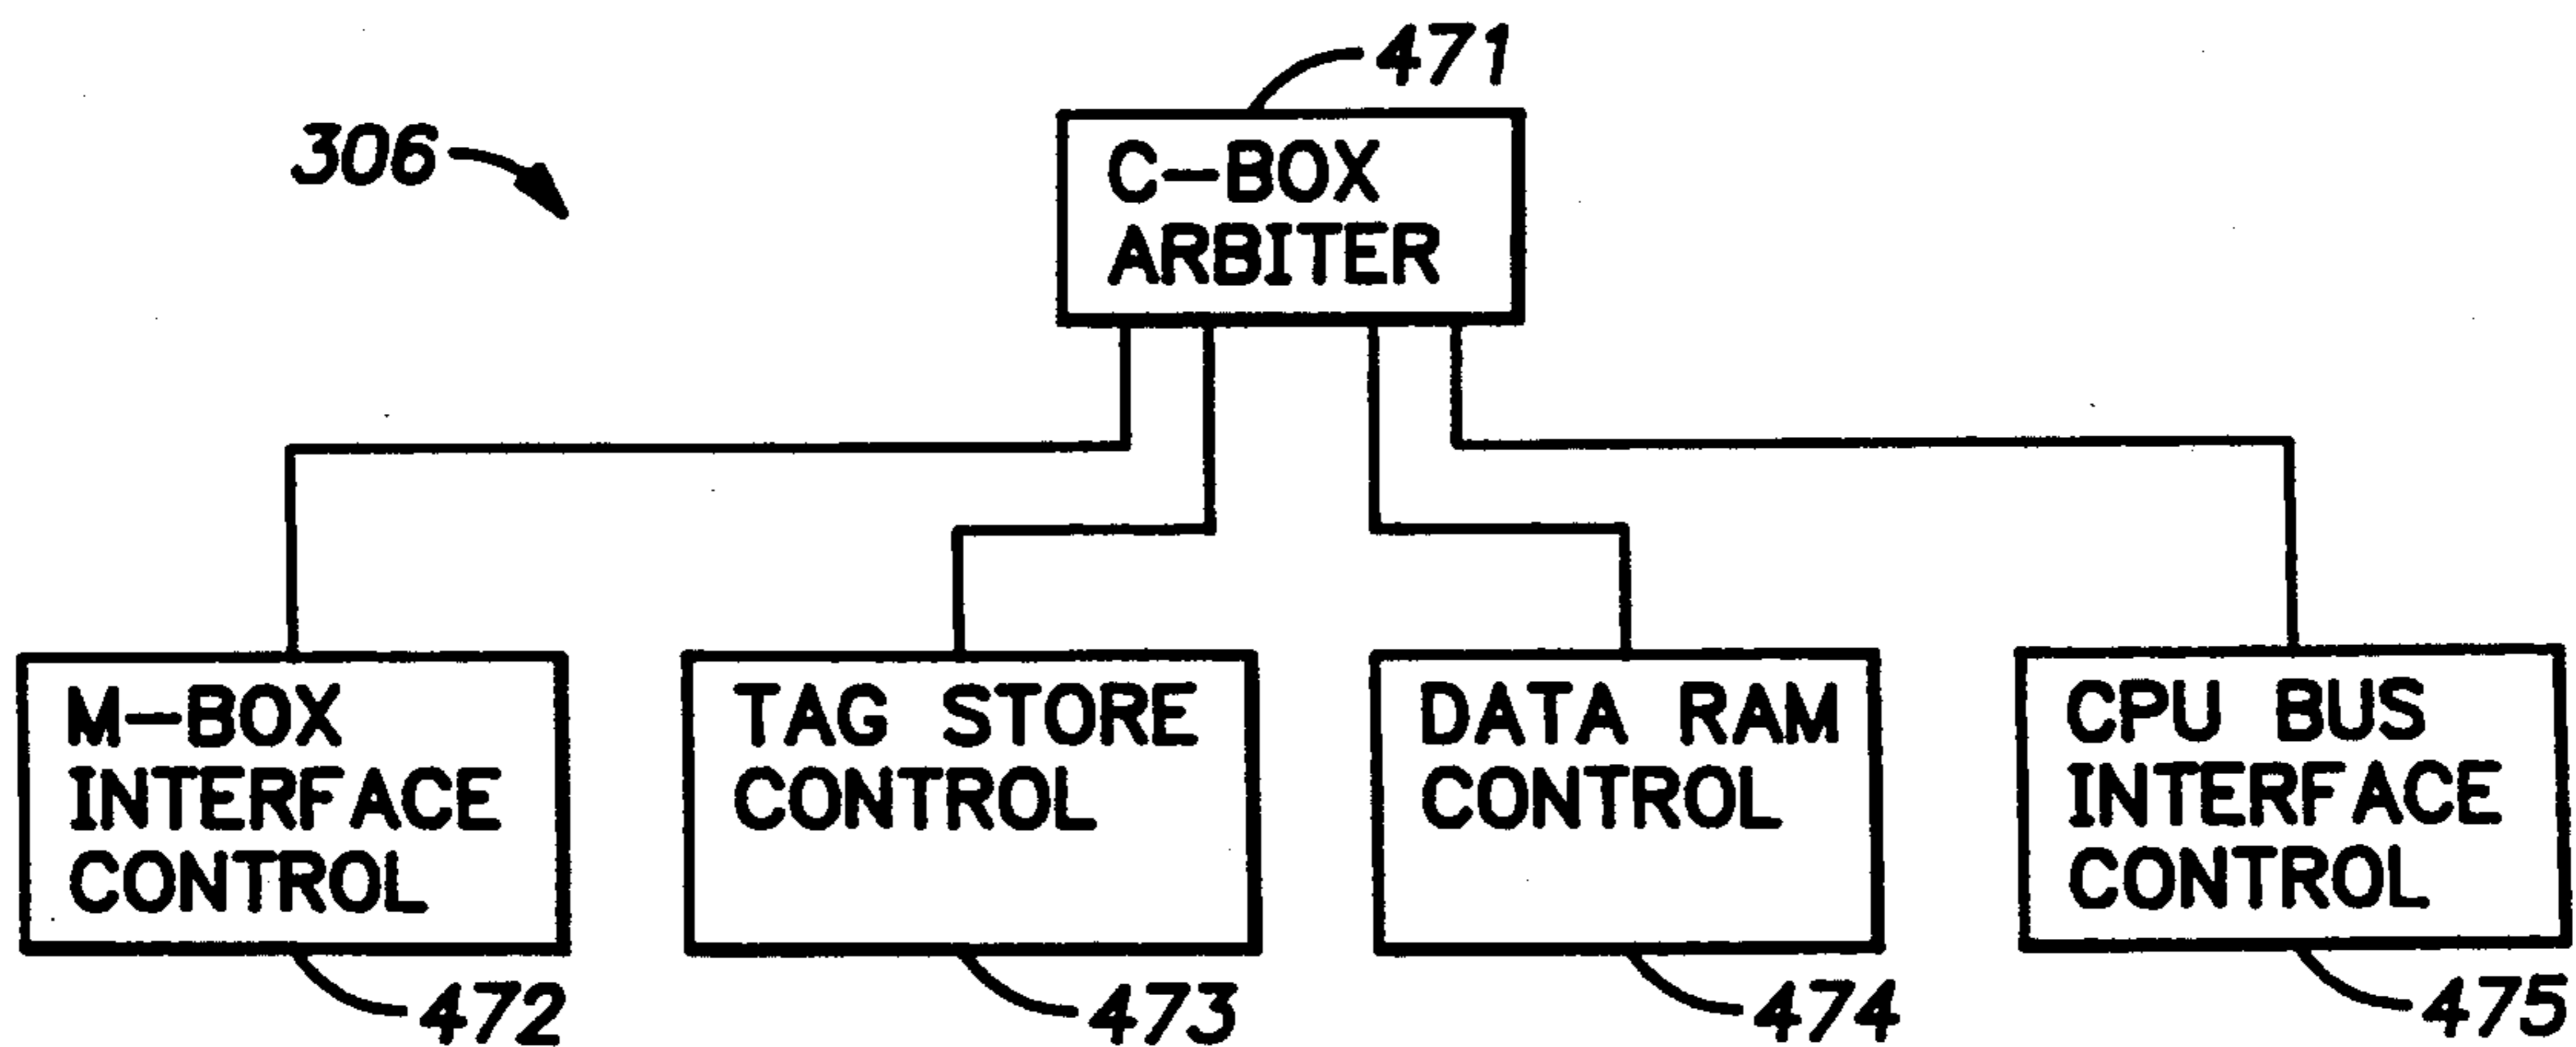 471
306
C-BOX
ARBITER
M-BOX
INTERFACE
CONTROL
472
TAG STORE
CONTROL
473
DATA RAM
CONTROL
474
CPU BUS
INTERFACE
CONTROL
475